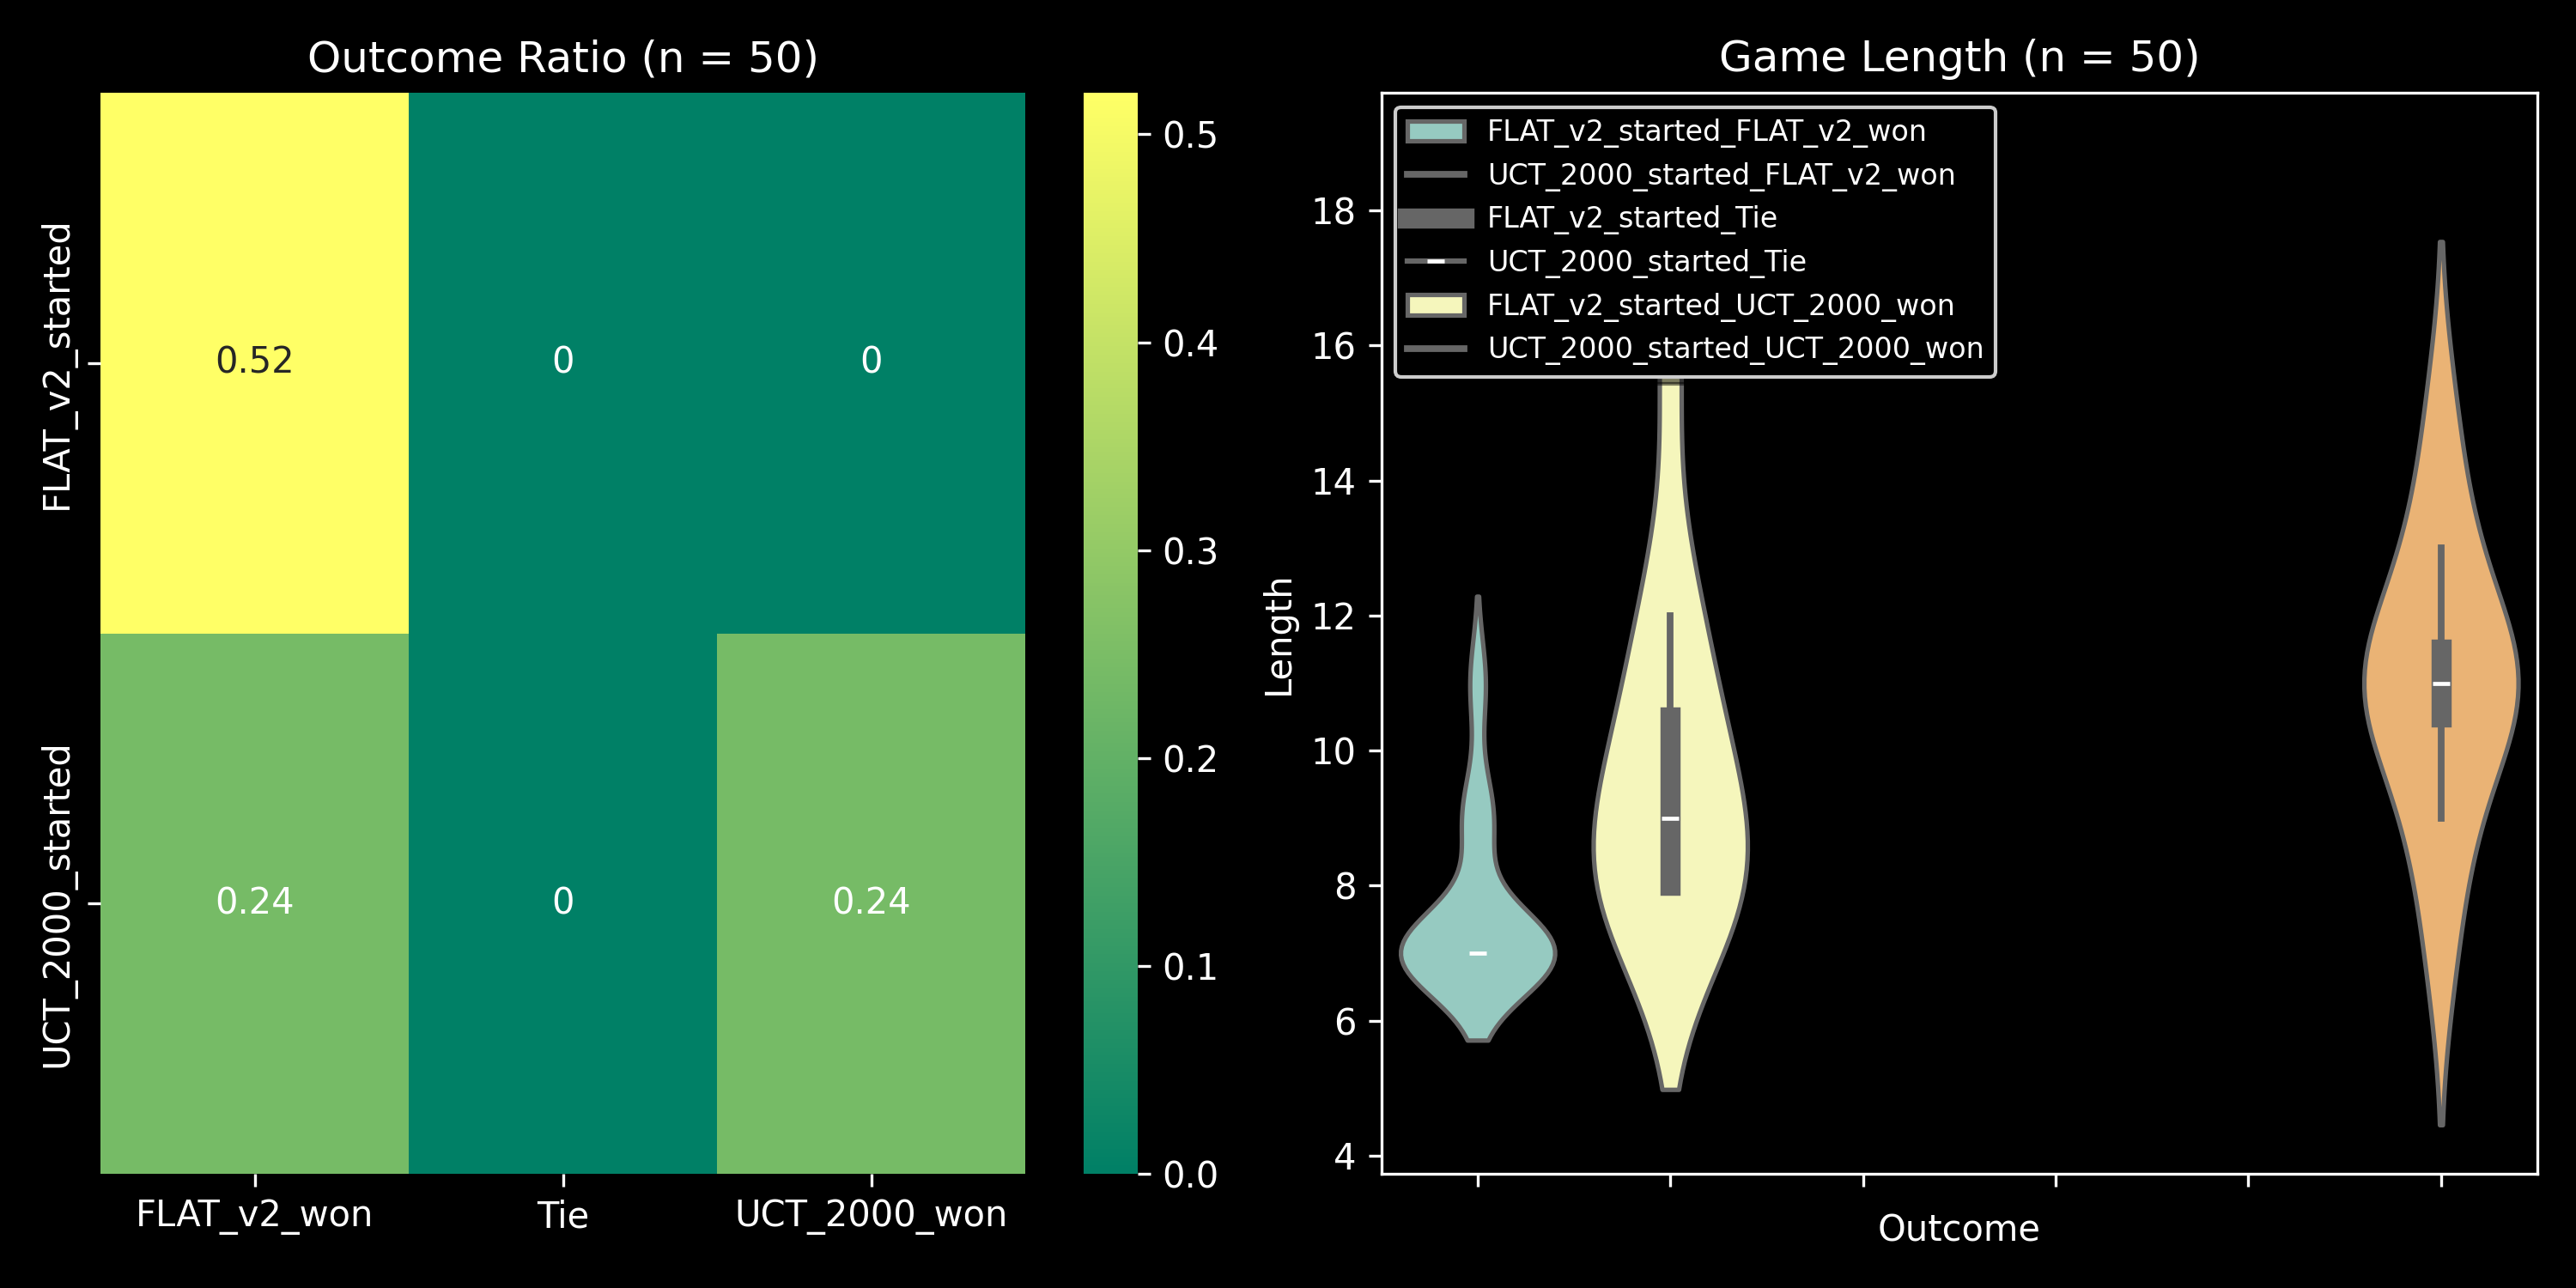 Outcome Ratio (n = 50)
FLAT_v2_started
UCT_2000_started
0.52
0
0
0.24
0
0.24
FLAT_v2_won
Tie
UCT_2000_won
0.5
0.4
0.3
0.2
0.1
0.0
Game Length (n = 50)
FLAT_v2_started_FLAT_v2_won
UCT_2000_started_FLAT_v2_won
FLAT_v2_started_Tie
UCT_2000_started_Tie
FLAT_v2_started_UCT_2000_won
UCT_2000_started_UCT_2000_won
Length
18
16
14
12
10
8
6
4
Outcome